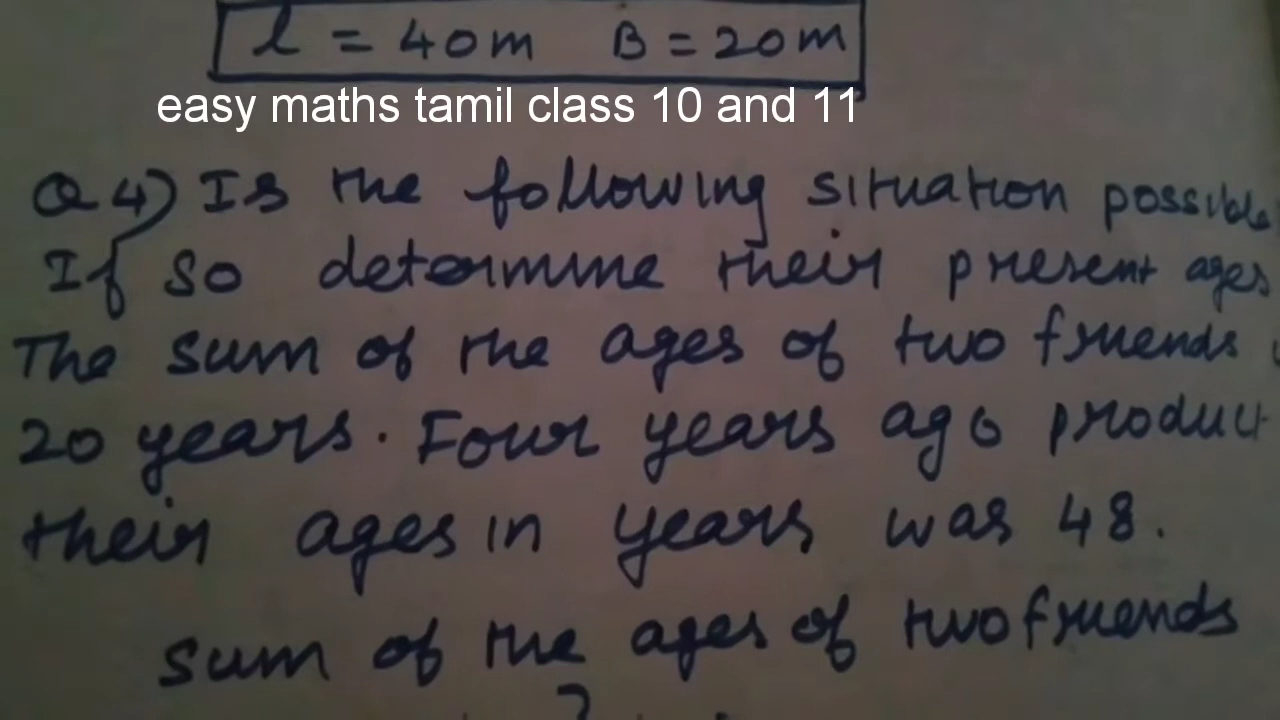 l = 40m B = 20m
easy maths tamil class 10 and 11
Q4) Is the following situation possible
If so determine their present ages
The sum of the ages of two friends
20 years. Four years ago product
their ages in years was 48.
sum of the ages of two friends